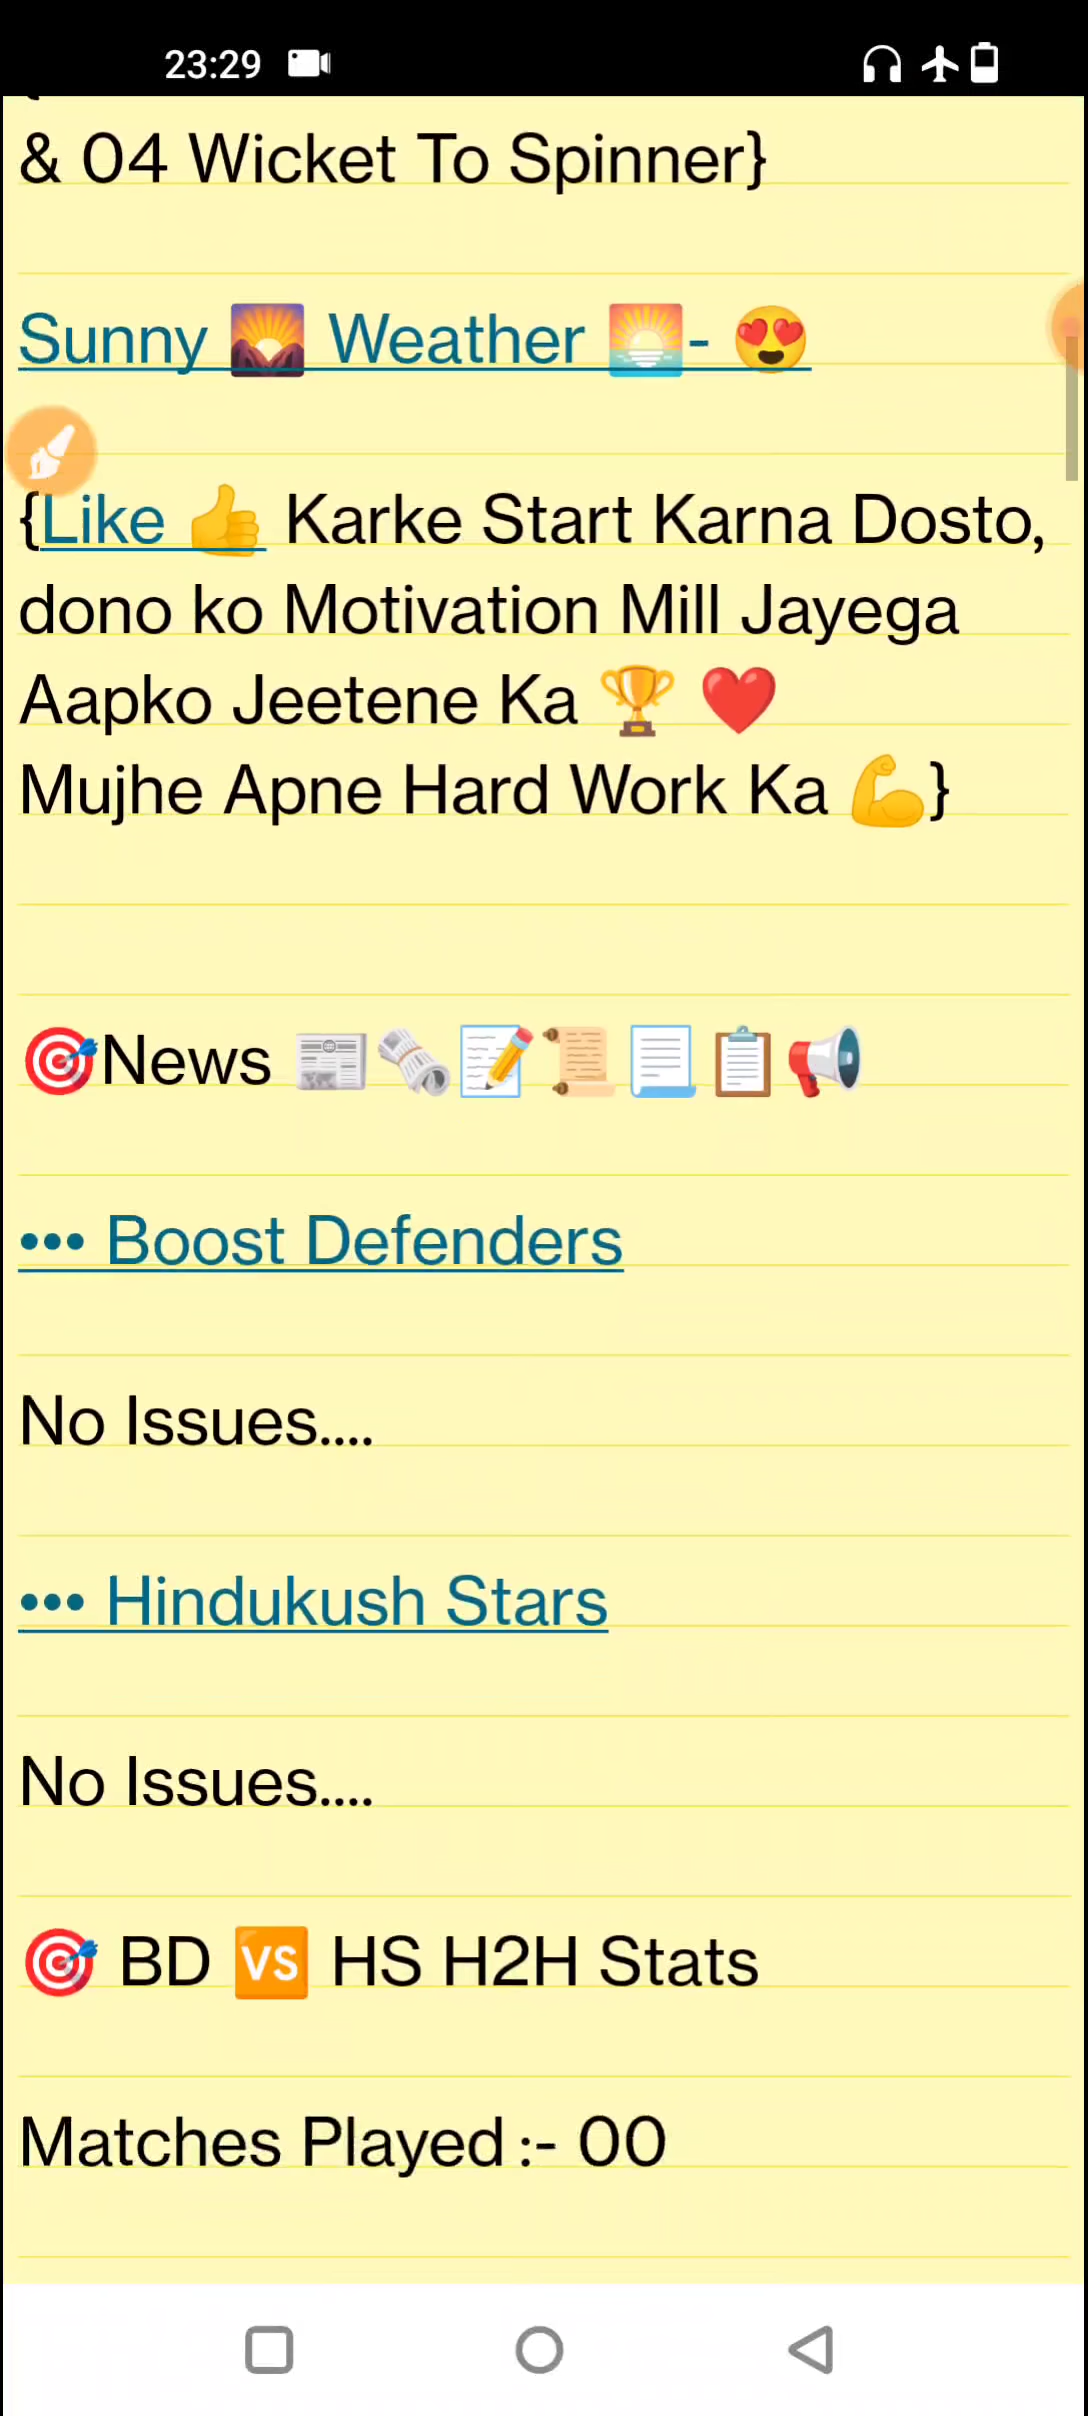 23:29
& 04 Wicket To Spinner}
Sunny 🌄 Weather 🌅- 😍
{Like 👍 Karke Start Karna Dosto,
dono ko Motivation Mill Jayega
Aapko Jeetene Ka 🏆 ❤️
Mujhe Apne Hard Work Ka 💪}
🎯News 📰🗞️📝📜📃📋📢
••• Boost Defenders
No Issues....
••• Hindukush Stars
No Issues....
🎯 BD 🆚 HS H2H Stats
Matches Played :- 00